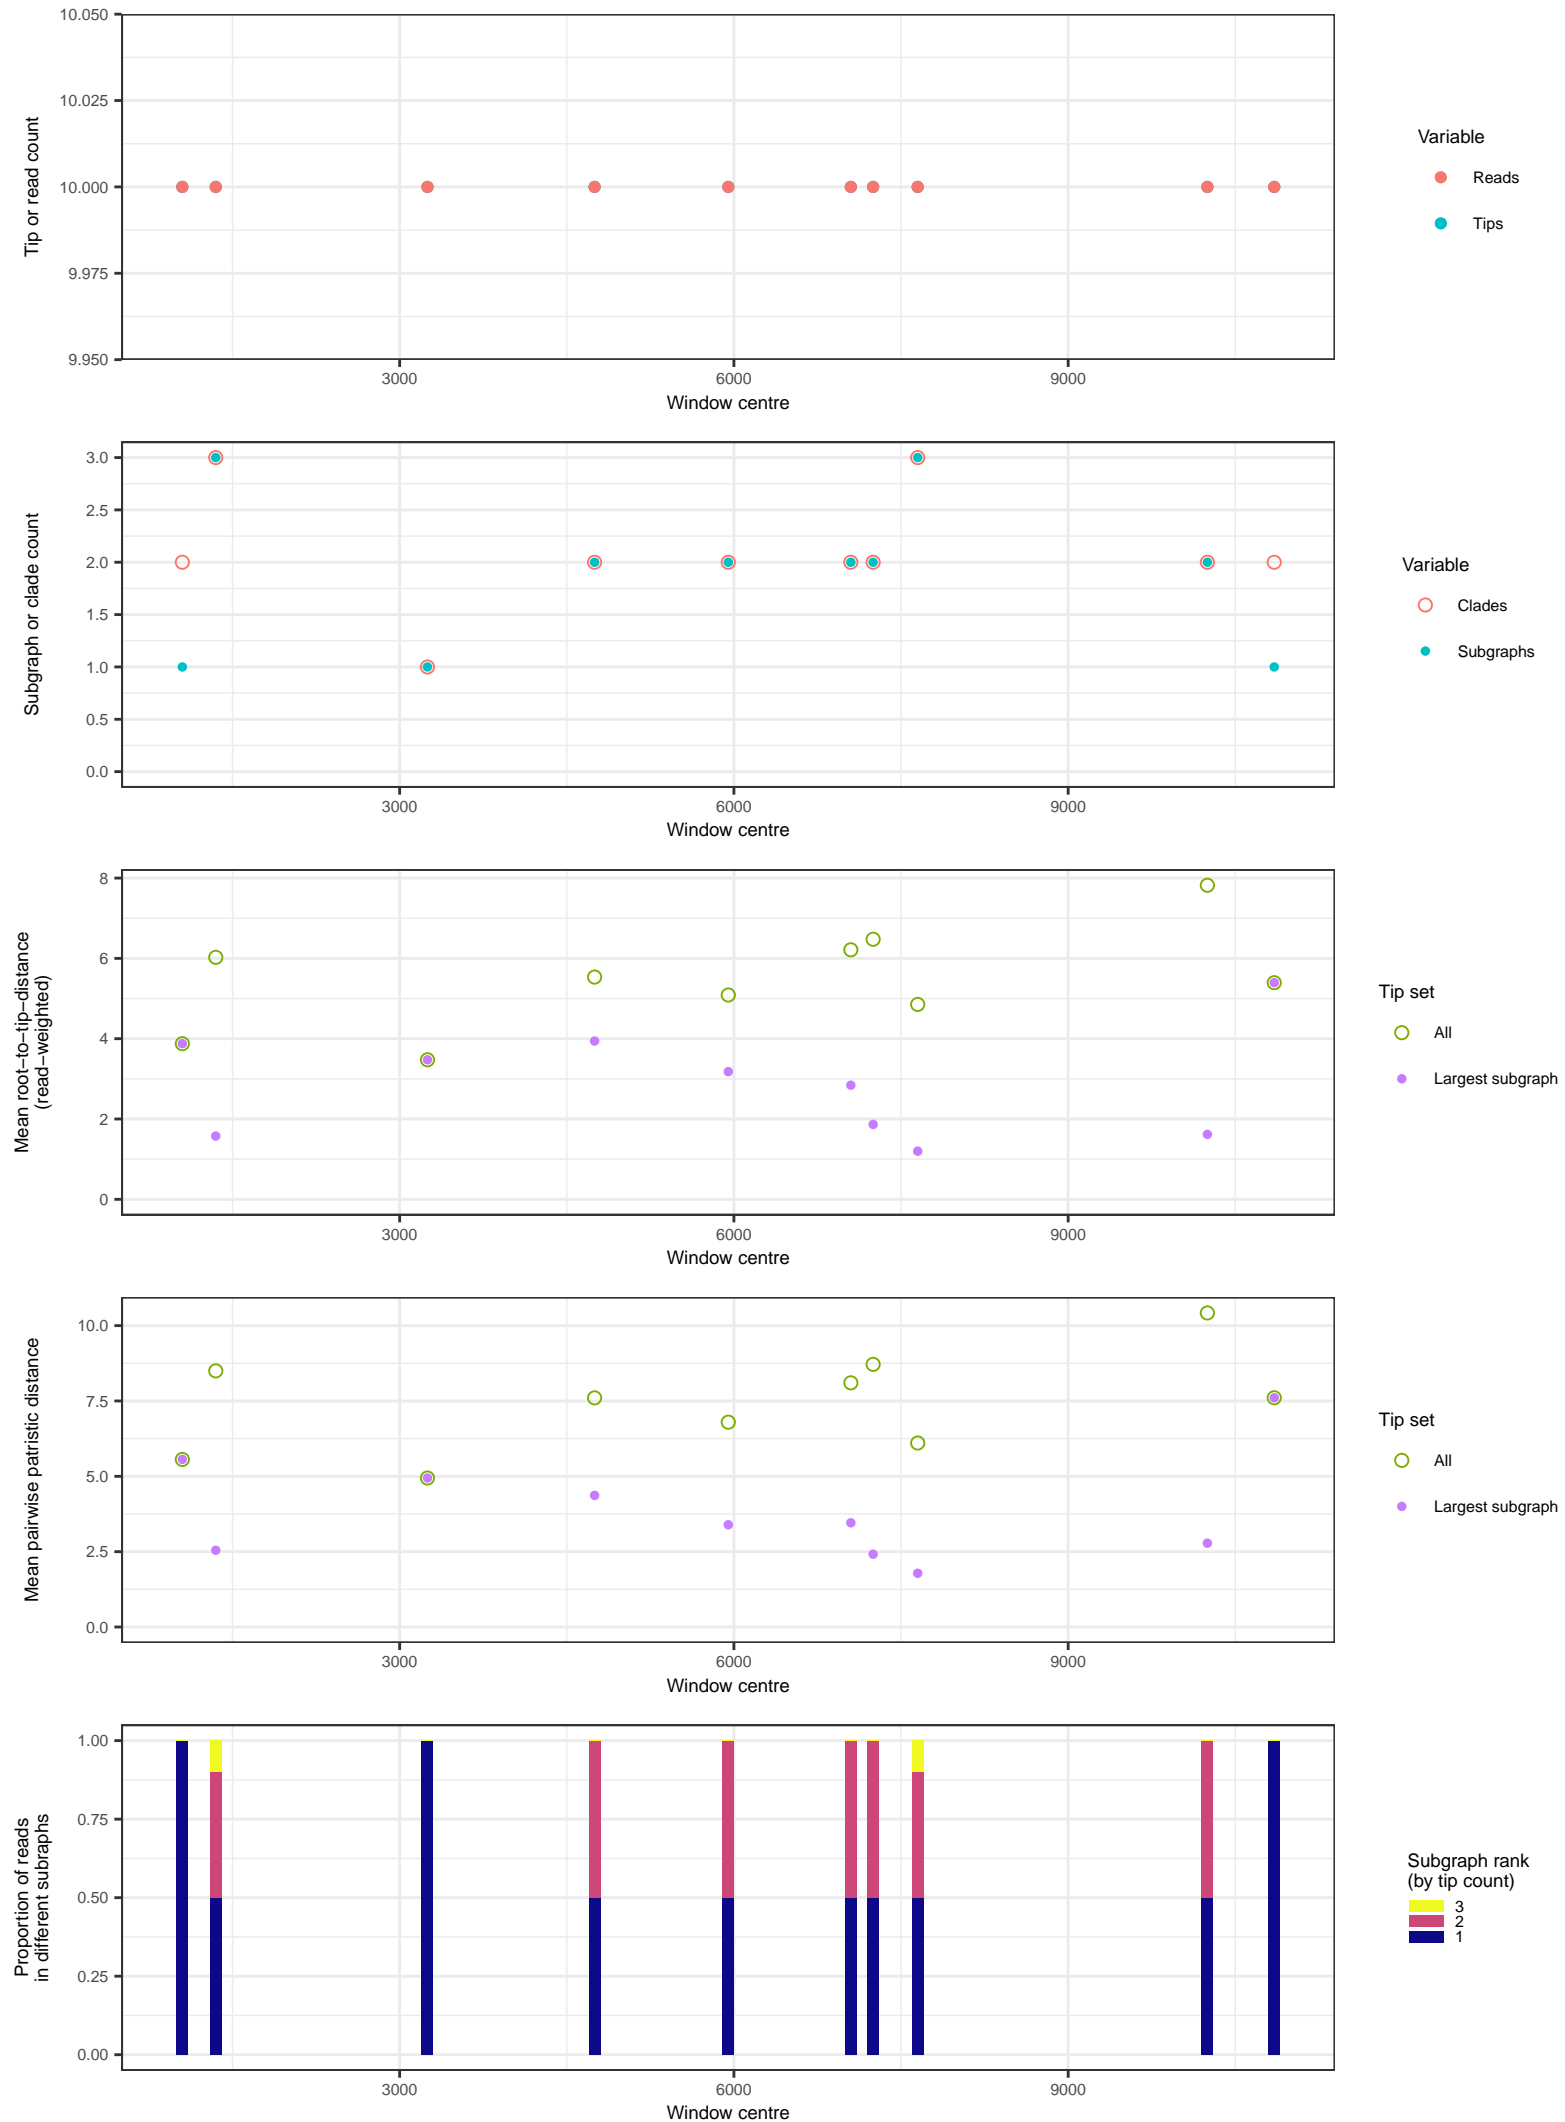 10.050
10.025
10.000
9.975
9.950
Tip or read count
3000
6000
9000
Window centre
Variable
Reads
Tips
3.0
2.5
2.0
1.5
1.0
0.5
0.0
Subgraph or clade count
3000
6000
9000
Window centre
Variable
Clades
Subgraphs
8
6
4
2
0
Mean root−to−tip−distance
(read−weighted)
3000
6000
9000
Window centre
Tip set
All
Largest subgraph
10.0
7.5
5.0
2.5
0.0
Mean pairwise patristic distance
3000
6000
9000
Window centre
Tip set
All
Largest subgraph
1.00
0.75
0.50
0.25
0.00
Proportion of reads
in different subraphs
3000
6000
9000
Window centre
Subgraph rank
(by tip count)
3
2
1